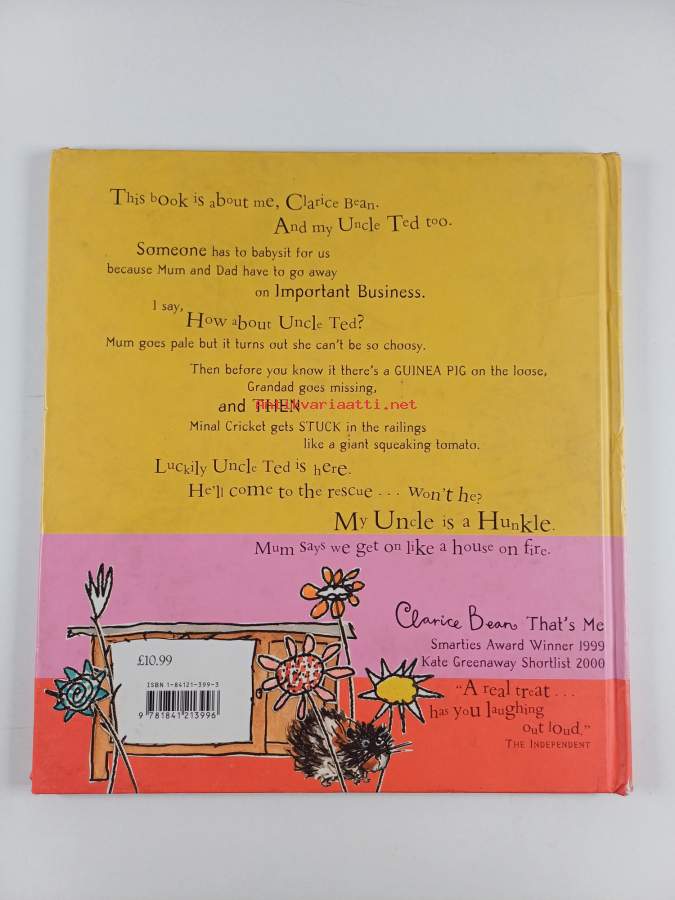 This book is about me, Clarice Bean.
And my Uncle Ted too.
Someone has to babysit for us
because Mum and Dad have to go away
on Important Business.
I say,
How about Uncle Ted?
Mum goes pale but it turns out she can't be so choosy.
Then before you know it there's a GUINEA PIG on the loose,
Grandad goes missing,
and THEN
antikvariaatti.net
Minal Cricket gets STUCK in the railings
like a giant squeaking tomato.
Luckily Uncle Ted is here.
He'll come to the rescue ... Won't he?
My Uncle is a Hunkle.
Mum says we get on like a house on fire.
Clarice Bean, That's Me
Smarties Award Winner 1999
Kate Greenaway Shortlist 2000
"A real treat ...
has you laughing
out loud."
THE INDEPENDENT
£10.99
ISBN 1-84121-399-3
9 781841 213996